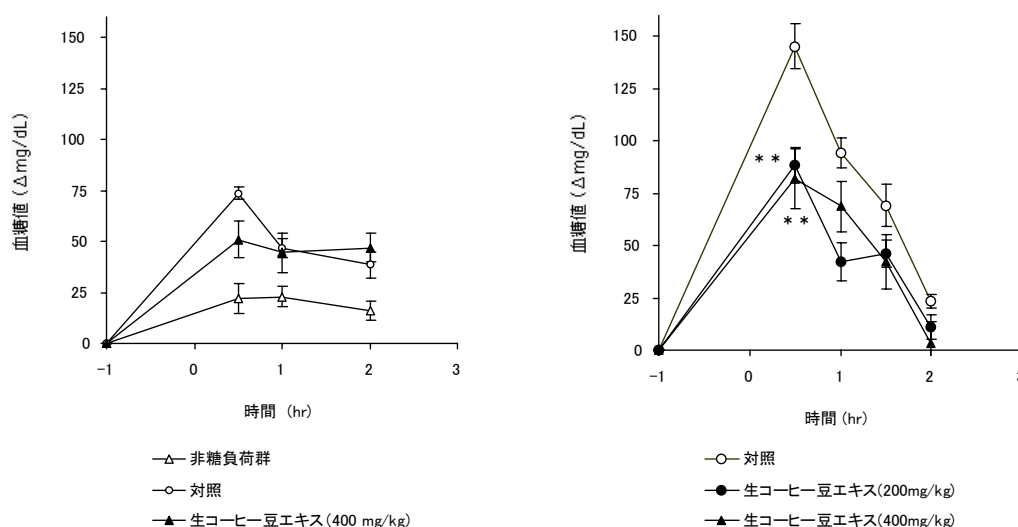 血糖値 (Δmg/dL)
150
125
100
75
50
25
0
-1
0
1
2
3
時間 (hr)
非糖負荷群
対照
生コーヒー豆エキス(400 mg/kg)
血糖値 (Δmg/dL)
150
125
100
75
50
25
0
**
**
-1
0
1
2
3
時間 (hr)
対照
生コーヒー豆エキス(200mg/kg)
生コーヒー豆エキス(400mg/kg)